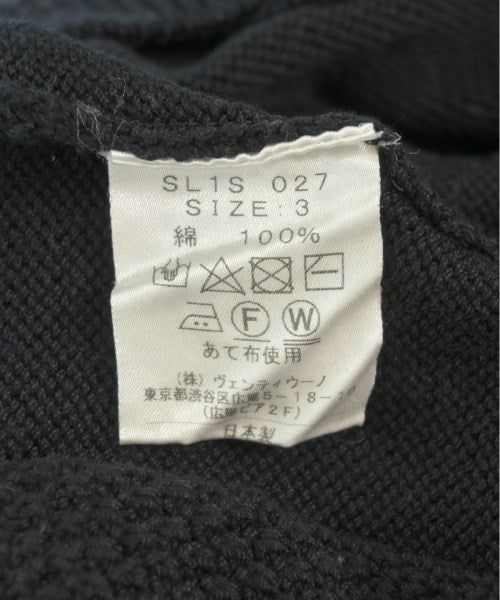 SL1S 027
SIZE:3
綿 100%
F W
あて布使用
(株)ヴェンティウーノ
東京都渋谷区広尾5-18-10
(広尾ピア2F)
日本製